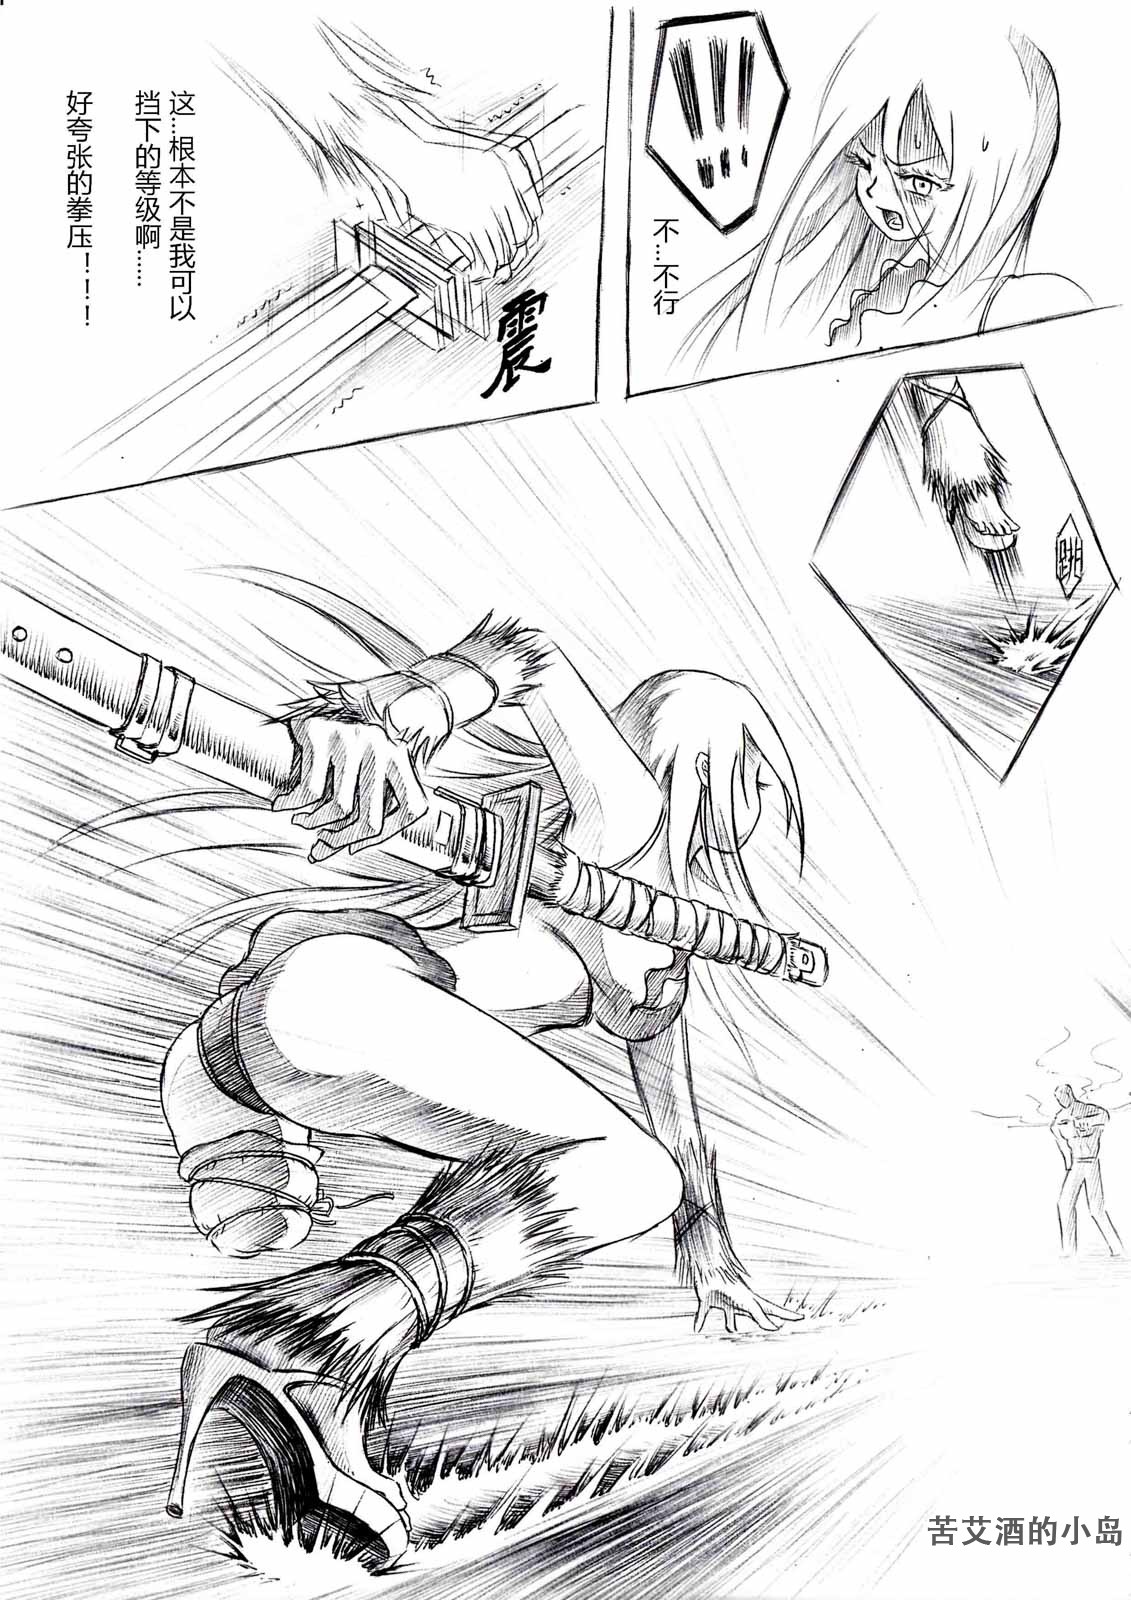 !!!...
不...不行
这....根本不是我可以
挡下的等级啊......
好夸张的拳压！！！
震
跳
苦艾酒的小岛